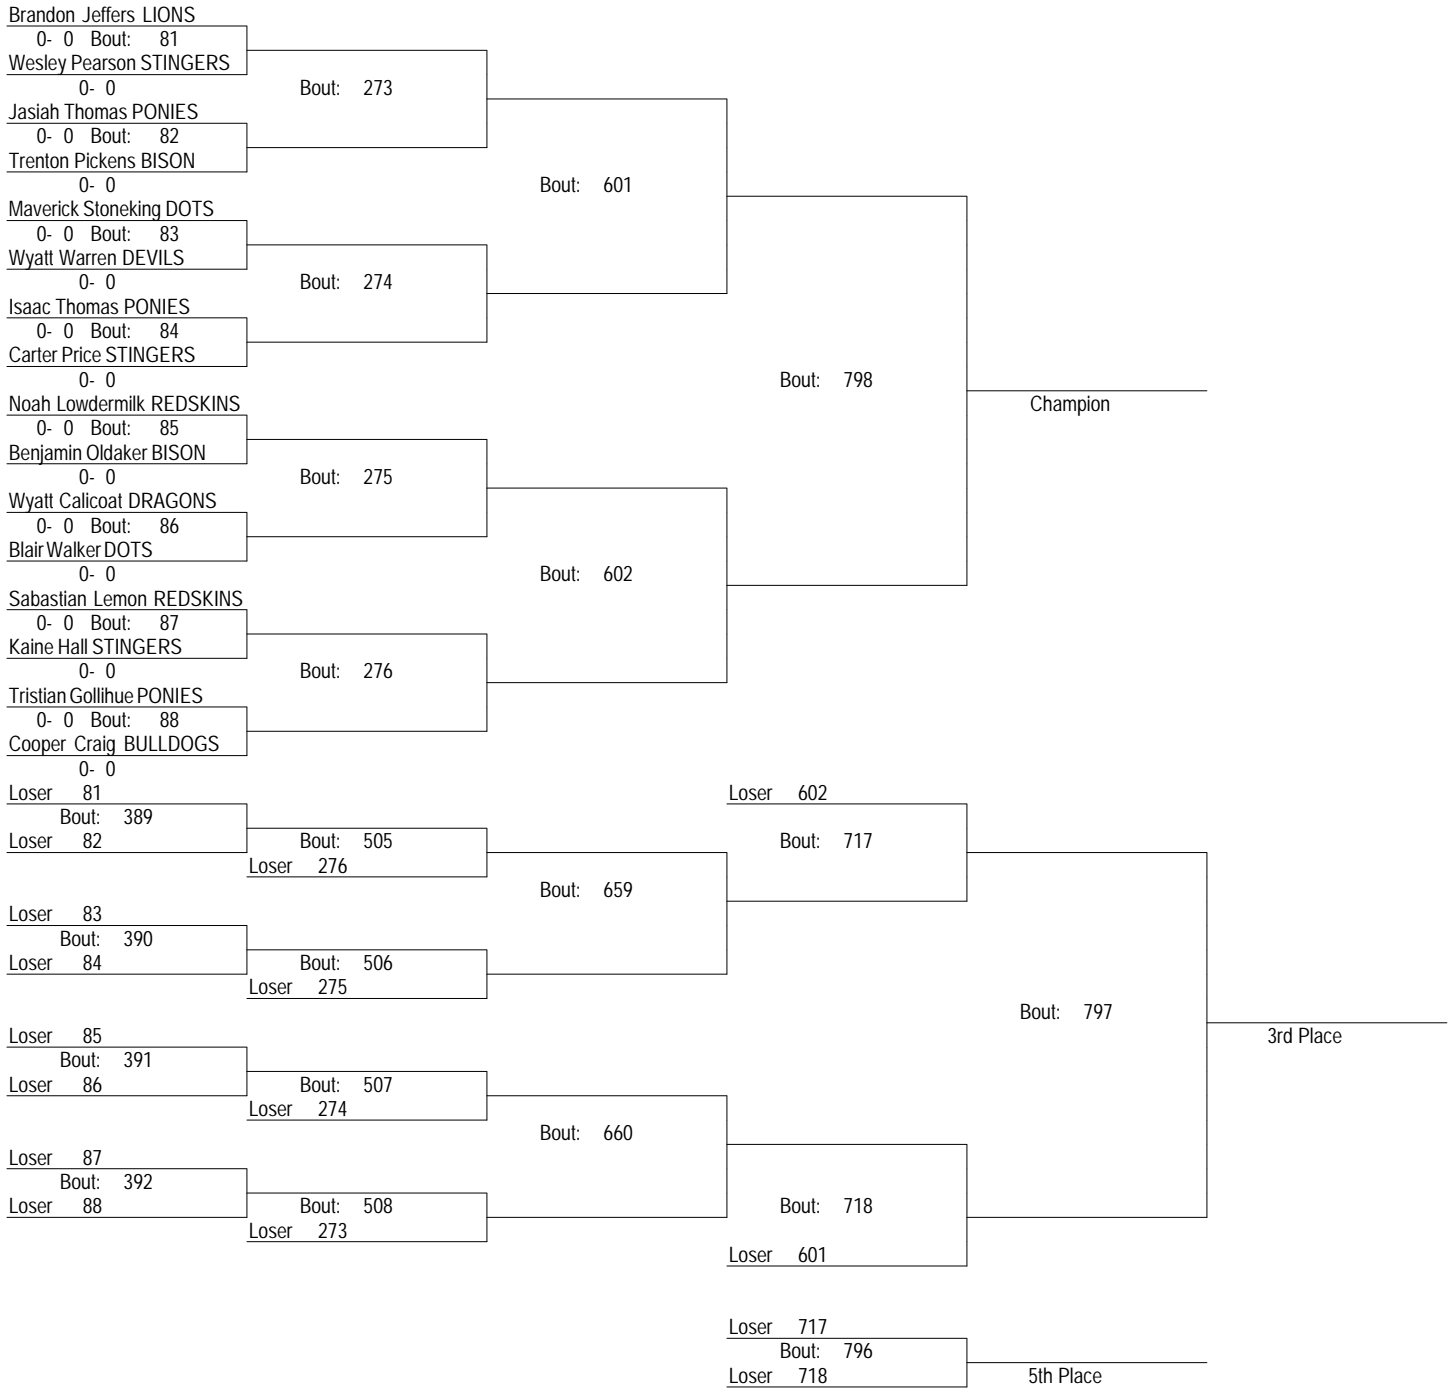 Brandon Jeffers LIONS
0- 0 Bout: 81
Wesley Pearson STINGERS
0- 0 Bout: 273
Jasiah Thomas PONIES
0- 0 Bout: 82
Trenton Pickens BISON
0- 0 Bout: 601
Maverick Stoneking DOTS
0- 0 Bout: 83
Wyatt Warren DEVILS
0- 0 Bout: 274
Isaac Thomas PONIES
0- 0 Bout: 84
Carter Price STINGERS
0- 0 Bout: 798
Noah Lowdermilk REDSKINS Champion
0- 0 Bout: 85
Benjamin Oldaker BISON
0- 0 Bout: 275
Wyatt Calicoat DRAGONS
0- 0 Bout: 86
Blair Walker DOTS
0- 0 Bout: 602
Sabastian Lemon REDSKINS
0- 0 Bout: 87
Kaine Hall STINGERS
0- 0 Bout: 276
Tristian Gollihue PONIES
0- 0 Bout: 88
Cooper Craig BULLDOGS
0- 0
Loser 81 Loser 602
Bout: 389
Loser 82 Bout: 505 Bout: 717
Loser 276
Bout: 659
Loser 83
Bout: 390
Loser 84 Bout: 506
Loser 275
Bout: 797
Loser 85 3rd Place
Bout: 391
Loser 86 Bout: 507
Loser 274
Bout: 660
Loser 87
Bout: 392
Loser 88 Bout: 508 Bout: 718
Loser 273
Loser 601
Loser 717
Bout: 796
Loser 718 5th Place